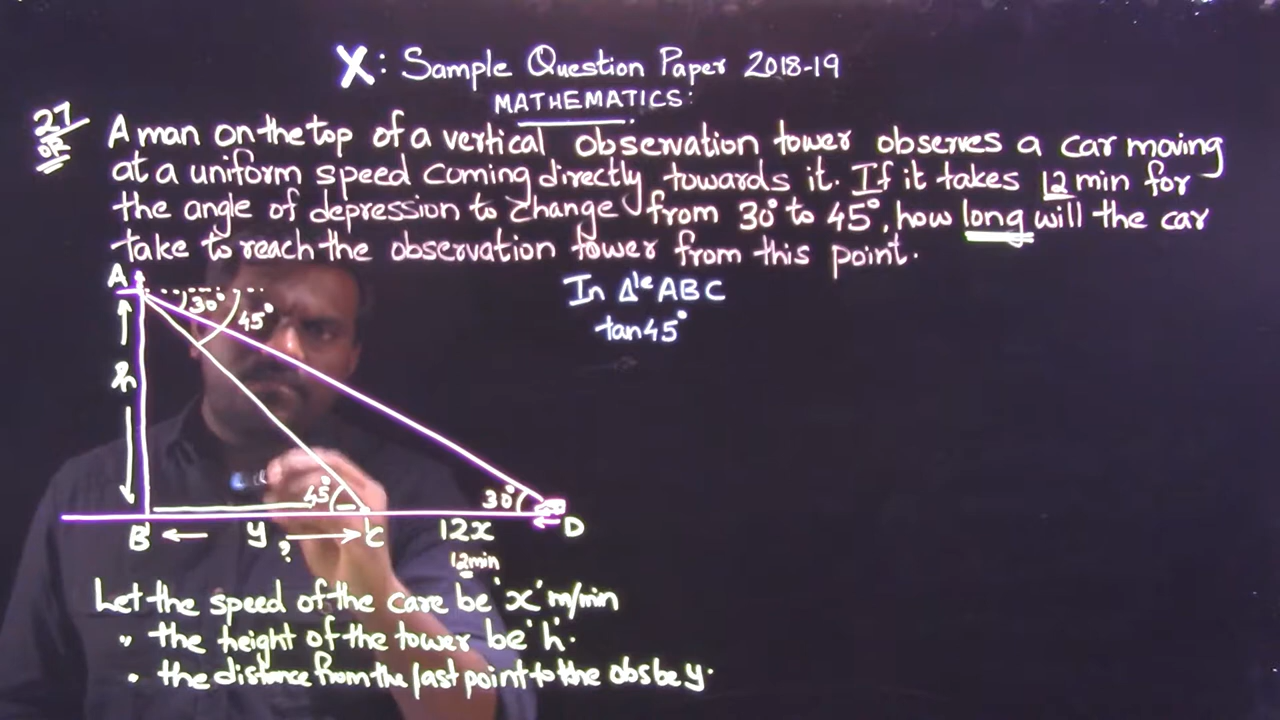 X: Sample Question Paper 2018-19
MATHEMATICS:
27
OR
A man on the top of a vertical observation tower observes a car moving
at a uniform speed coming directly towards it. If it takes 12 min for
the angle of depression to change from 30° to 45°, how long will the car
take to reach the observation tower from this point.
In Δle ABC
tan45°
A
30°
45°
h
45°
30°
B
y
?
C
12x
D
12min
Let the speed of the care be 'x' m/min
" the height of the tower be 'h'.
" the distance from the last point to the obs be y.